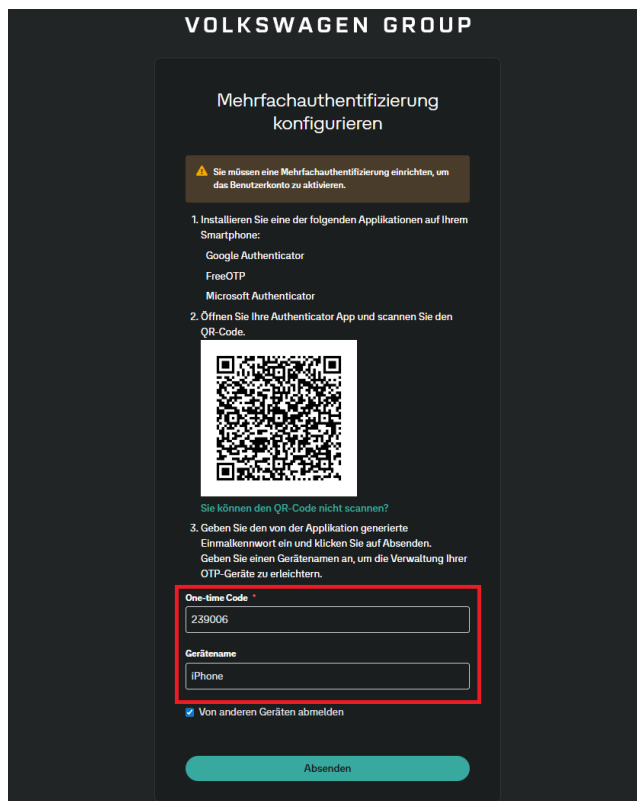 VOLKSWAGEN GROUP
Mehrfachauthentifizierung
konfigurieren
Sie müssen eine Mehrfachauthentifizierung einrichten, um
das Benutzerkonto zu aktivieren.
1. Installieren Sie eine der folgenden Applikationen auf Ihrem
Smartphone:
Google Authenticator
FreeOTP
Microsoft Authenticator
2. Öffnen Sie Ihre Authenticator App und scannen Sie den
QR-Code.
Sie können den QR-Code nicht scannen?
3. Geben Sie den von der Applikation generierte
Einmalkennwort ein und klicken Sie auf Absenden.
Geben Sie einen Gerätenamen an, um die Verwaltung Ihrer
OTP-Geräte zu erleichtern.
One-time Code *
239006
Gerätename
iPhone
Von anderen Geräten abmelden
Absenden